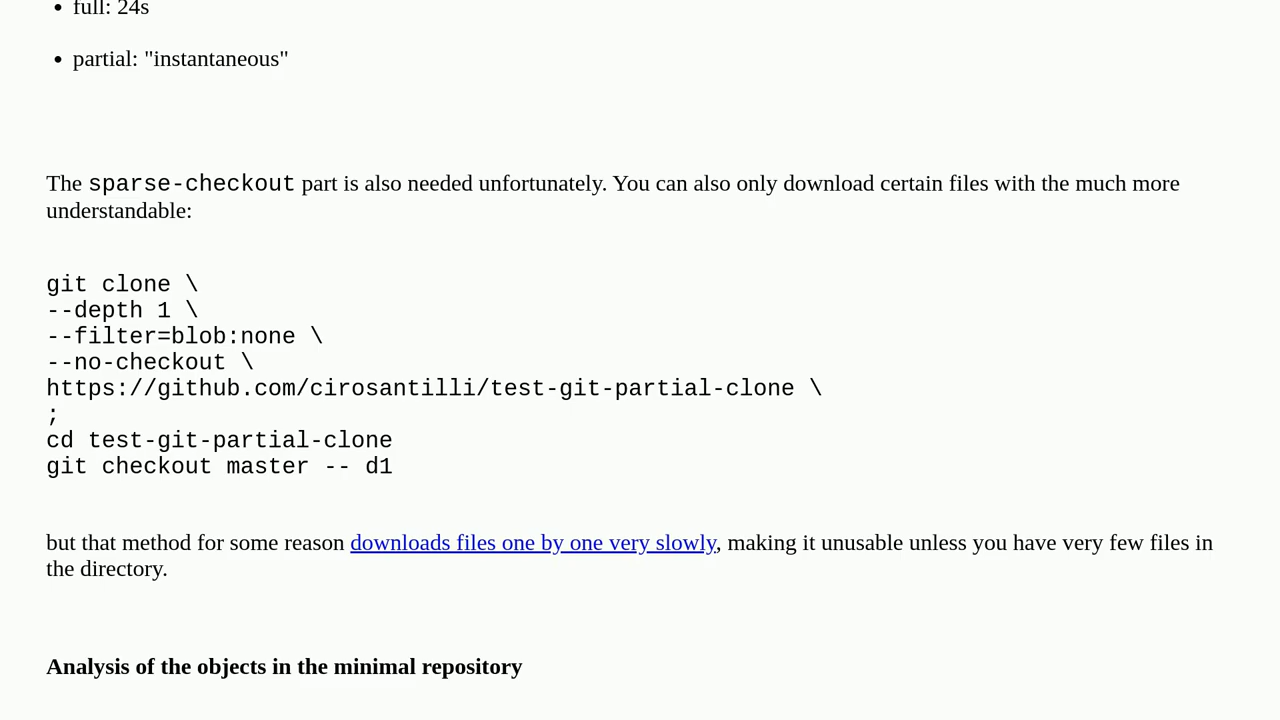 full: 24s
partial: "instantaneous"
The sparse-checkout part is also needed unfortunately. You can also only download certain files with the much more
understandable:
git clone \
--depth 1 \
--filter=blob:none \
--no-checkout \
https://github.com/cirosantilli/test-git-partial-clone \
;
cd test-git-partial-clone
git checkout master -- d1
but that method for some reason downloads files one by one very slowly, making it unusable unless you have very few files in
the directory.
Analysis of the objects in the minimal repository